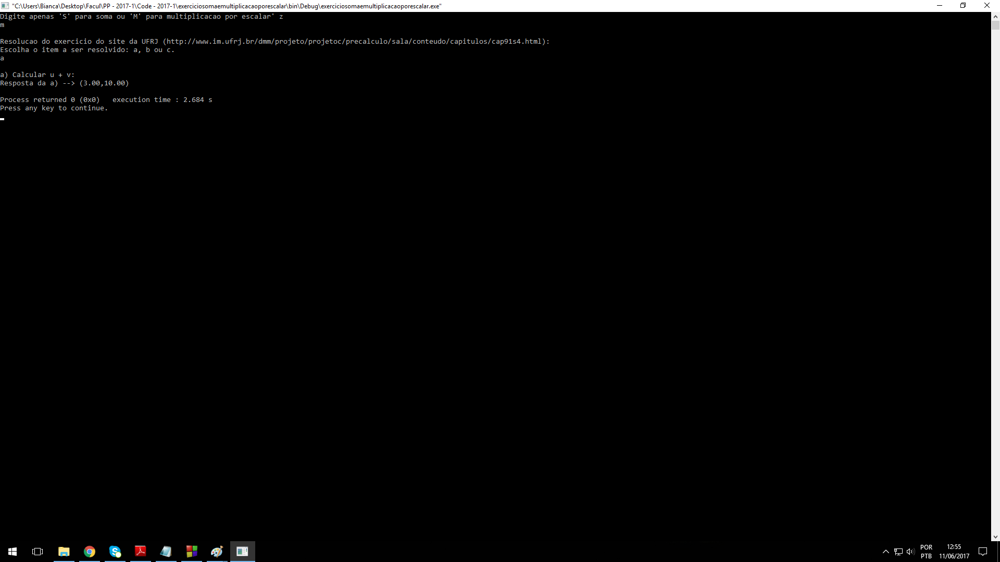 "C:\Users\Bianca\Desktop\Facul\PP - 2017-1\Code - 2017-1\exerciciosomaemultiplicacaoporescalar\bin\Debug\exerciciosomaemultiplicacaoporescalar.exe"
Digite apenas 'S' para soma ou 'M' para multiplicacao por escalar' z
m
Resolucao do exercicio do site da UFRJ (http://www.im.ufrj.br/dmm/projeto/projetoc/precalculo/sala/conteudo/capitulos/cap91s4.html):
Escolha o item a ser resolvido: a, b ou c.
a
a) Calcular u + v:
Resposta da a) --> (3.00,10.00)
Process returned 0 (0x0)   execution time : 2.684 s
Press any key to continue.
POR
PTB
12:55
11/06/2017